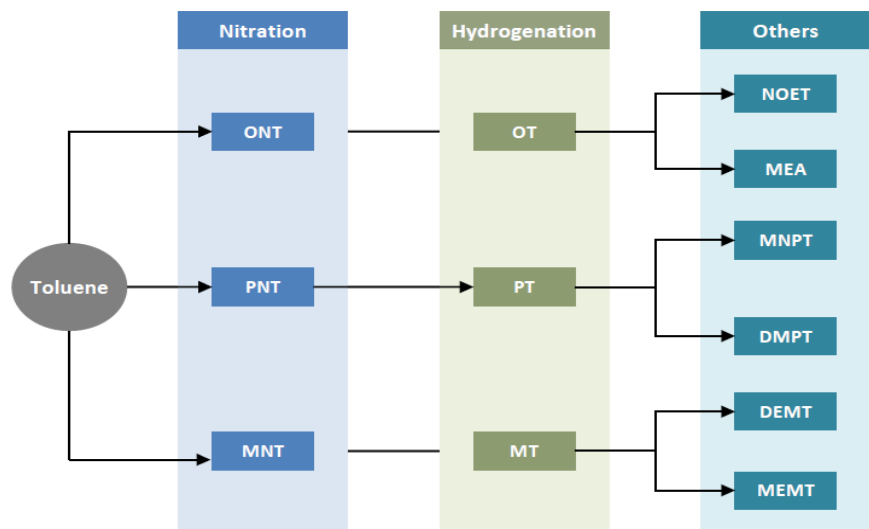 Nitration
Hydrogenation
Others
NOET
ONT
OT
MEA
MNPT
Toluene
PNT
PT
DMPT
DEMT
MNT
MT
MEMT